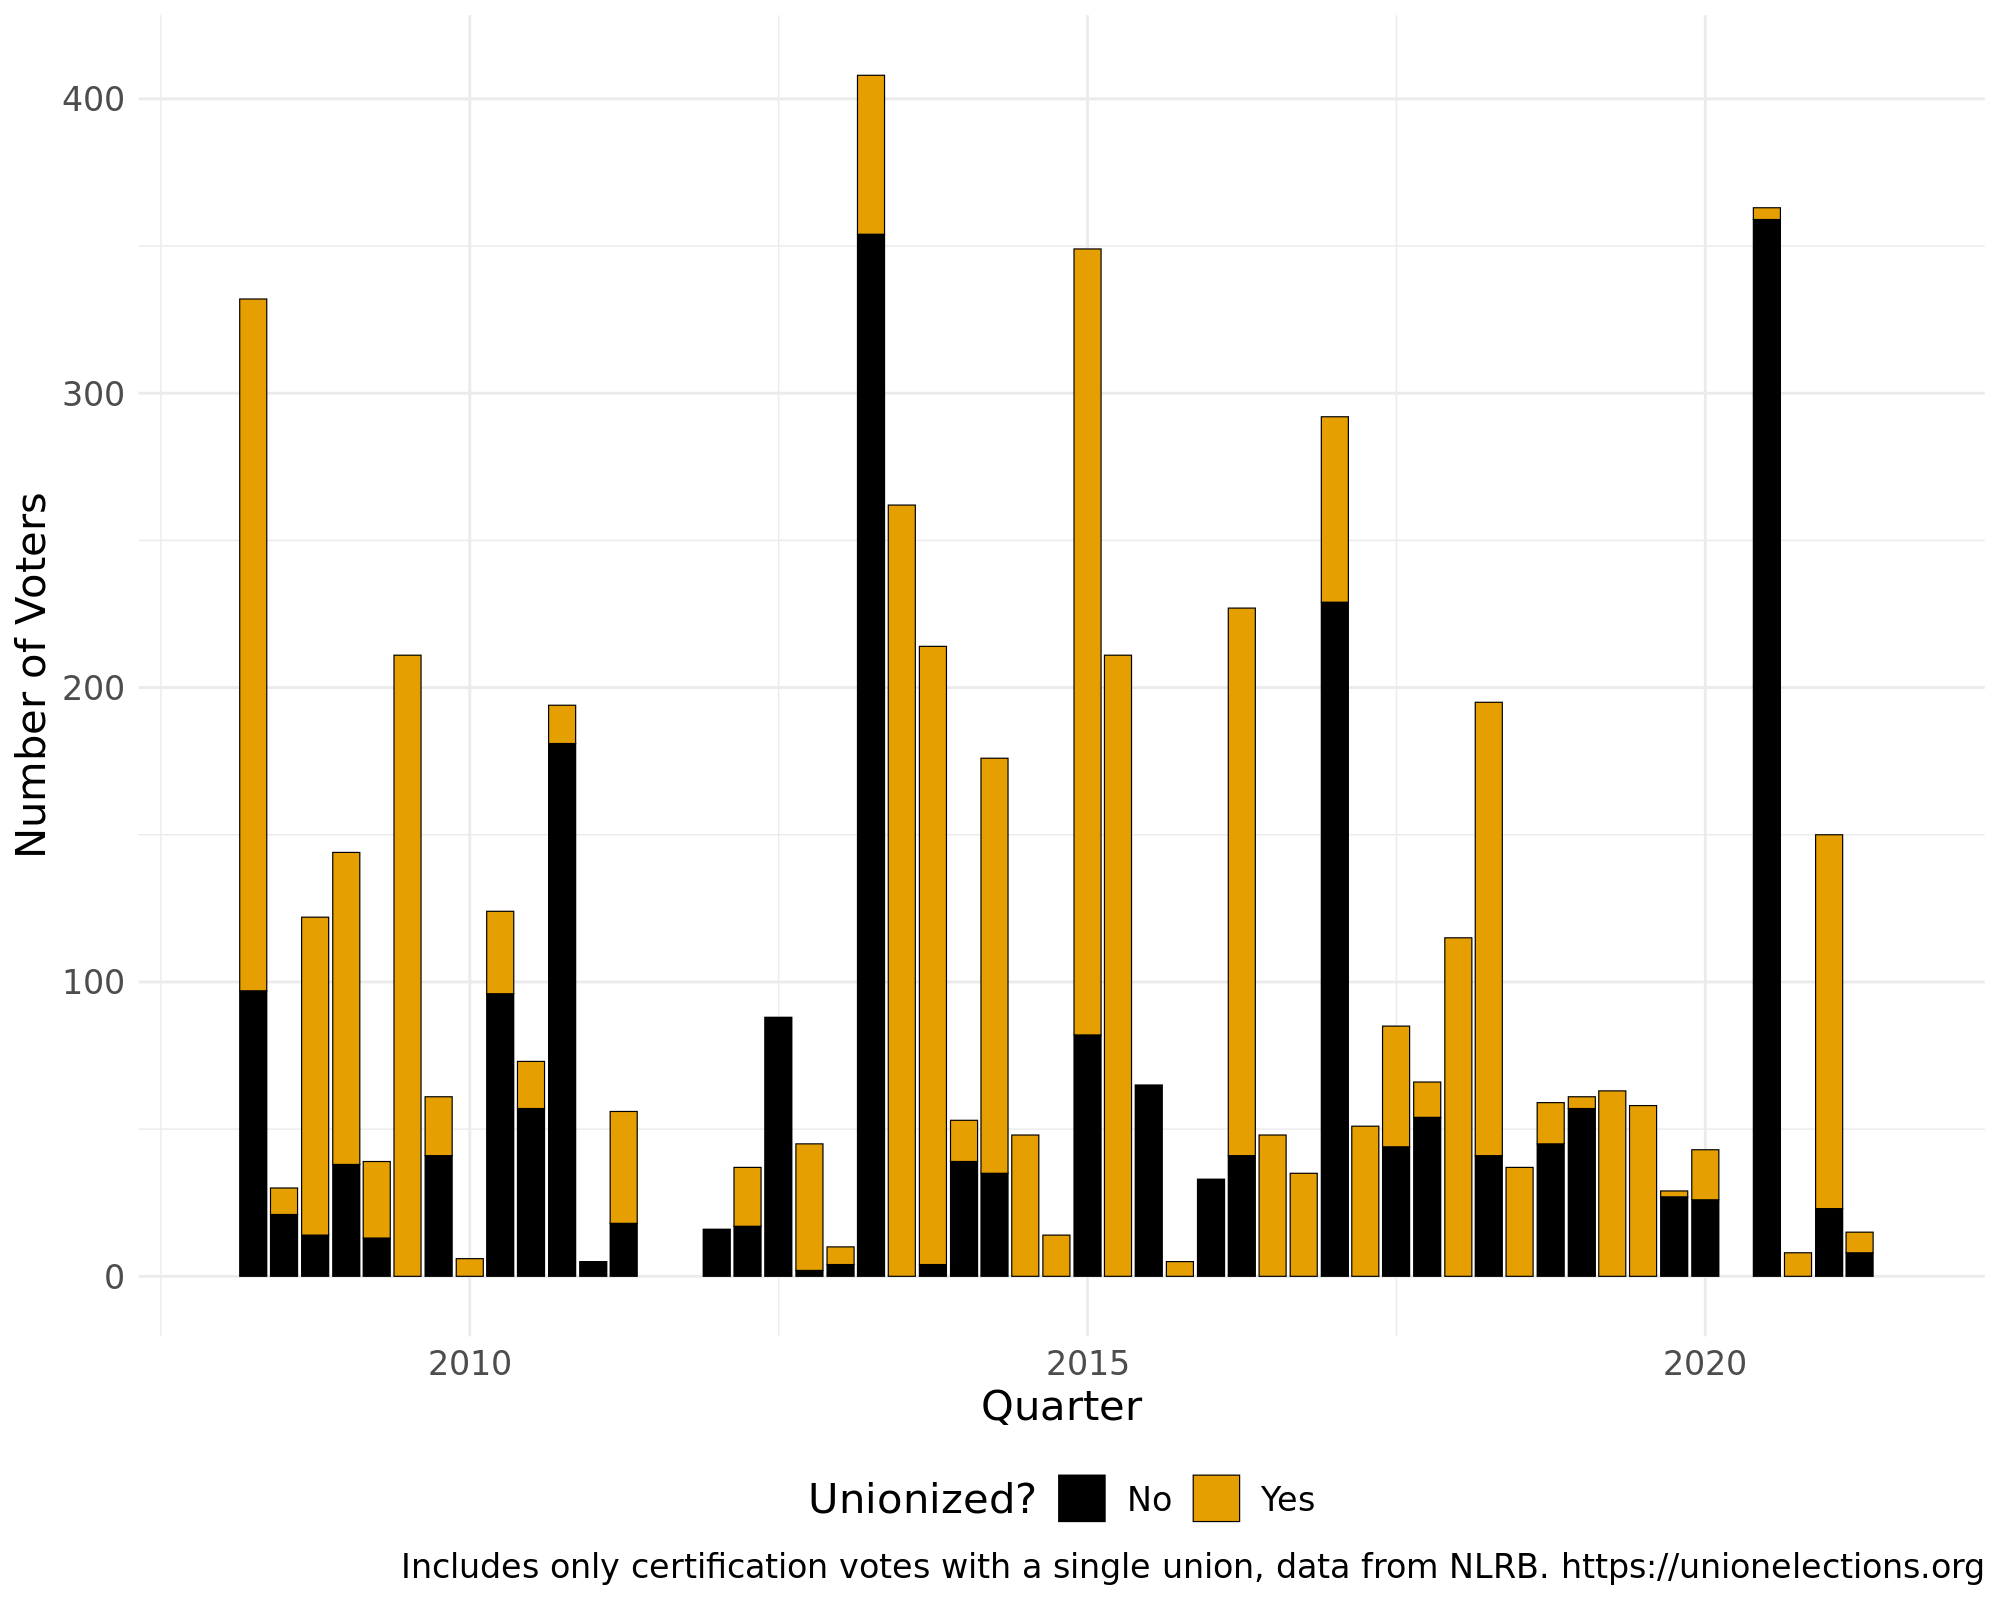 400
300
200
100
0
Number of Voters
2010 2015 2020
Quarter
Unionized? No Yes
Includes only certification votes with a single union, data from NLRB. https://unionelections.org